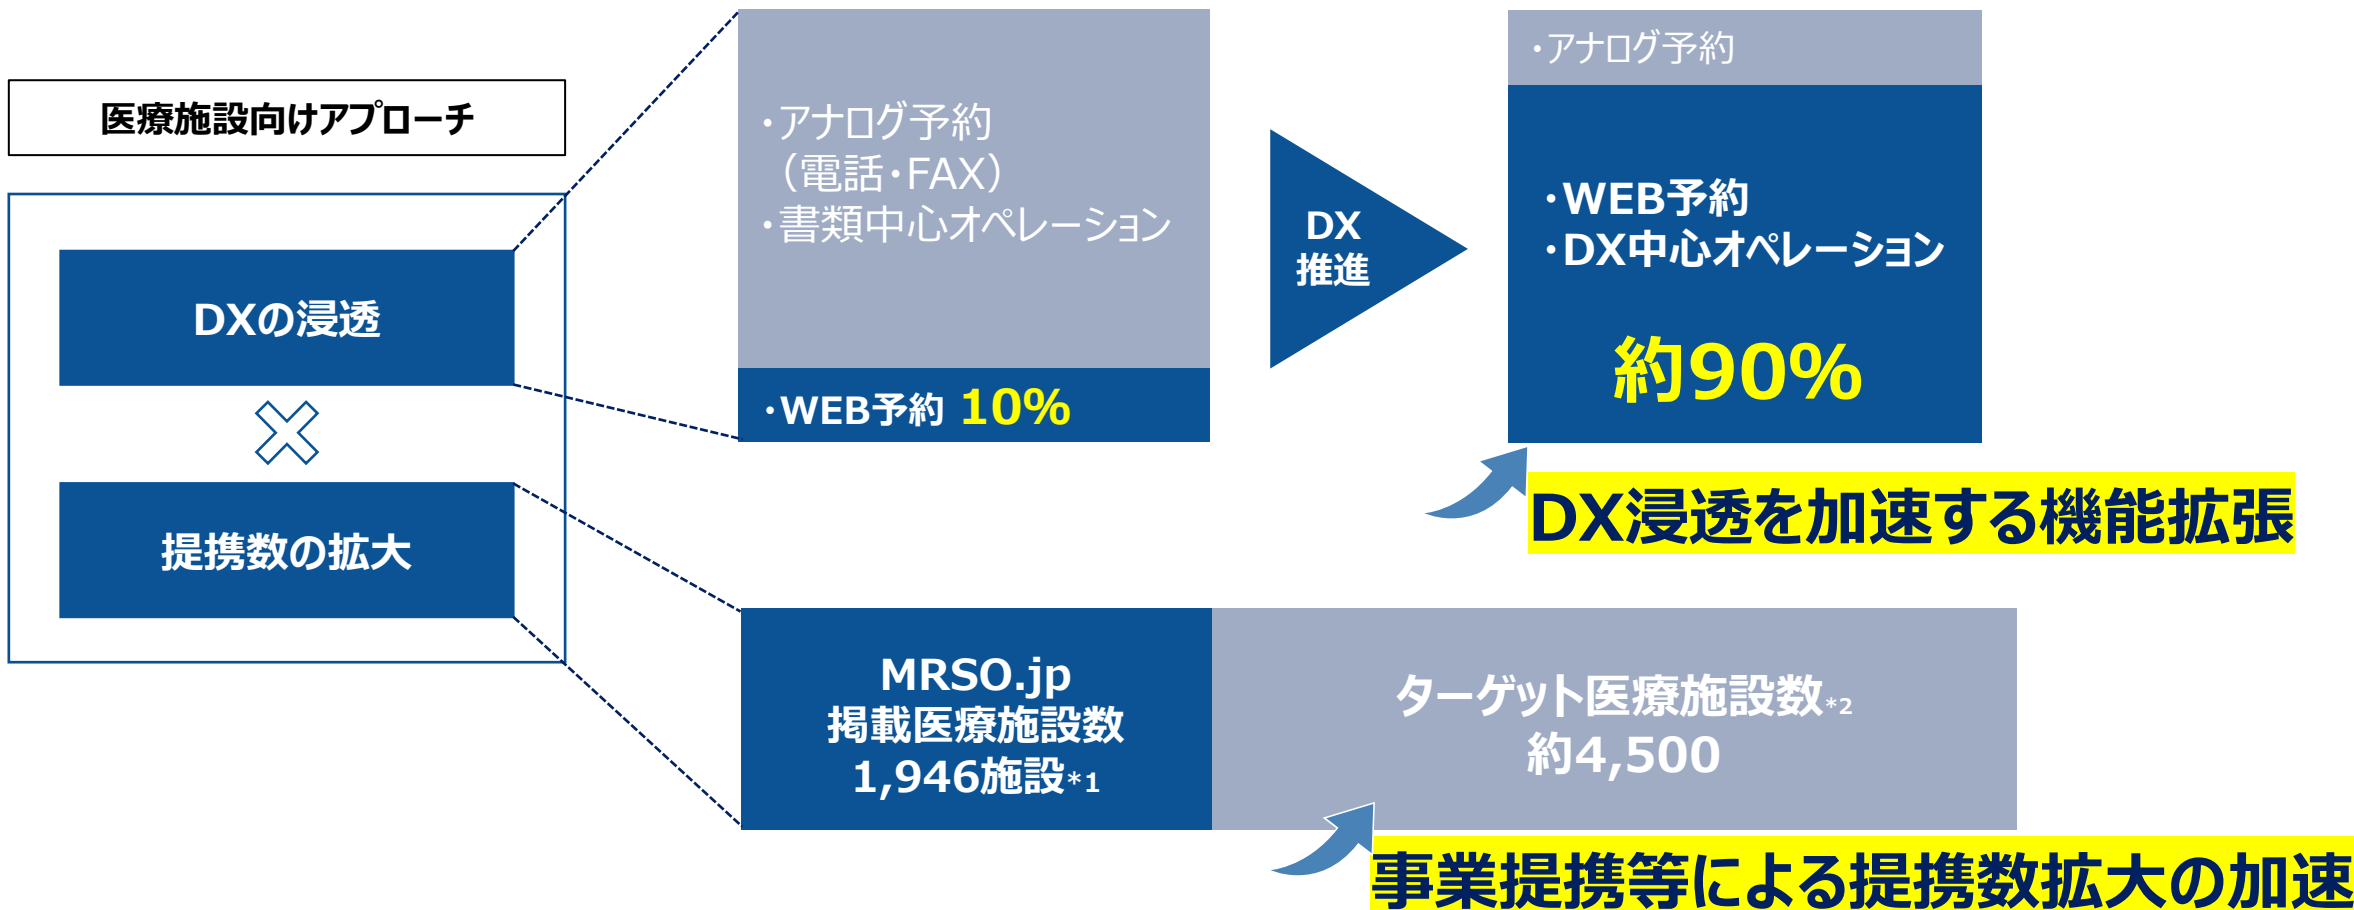 医療施設向けアプローチ
DXの浸透
提携数の拡大
・アナログ予約
（電話・FAX）
・書類中心オペレーション
・WEB予約 10%
DX
推進
・アナログ予約
・WEB予約
・DX中心オペレーション
約90%
DX浸透を加速する機能拡張
MRSO.jp
掲載医療施設数
1,946施設*1
ターゲット医療施設数*2
約4,500
事業提携等による提携数拡大の加速